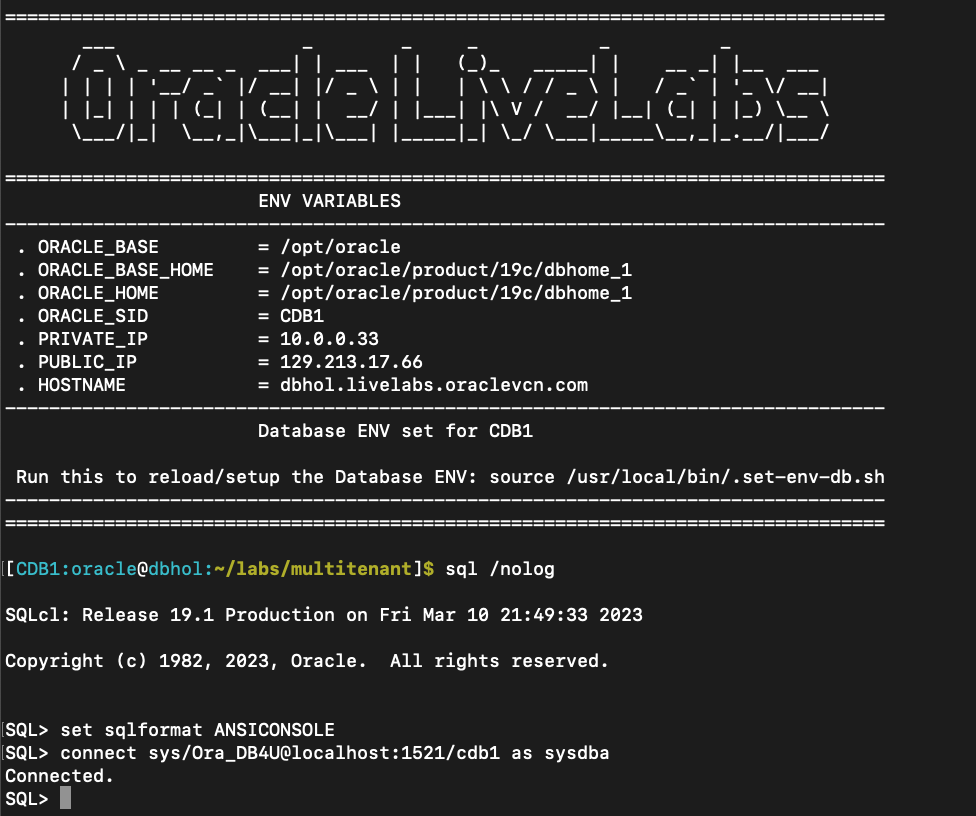 Oracle LiveLabs
ENV VARIABLES
. ORACLE_BASE = /opt/oracle
. ORACLE_BASE_HOME = /opt/oracle/product/19c/dbhome_1
. ORACLE_HOME = /opt/oracle/product/19c/dbhome_1
. ORACLE_SID = CDB1
. PRIVATE_IP = 10.0.0.33
. PUBLIC_IP = 129.213.17.66
. HOSTNAME = dbhol.livelabs.oraclevcn.com
Database ENV set for CDB1
Run this to reload/setup the Database ENV: source /usr/local/bin/.set-env-db.sh
[[CDB1:oracle@dbhol:~/labs/multitenant]$ sql /nolog
SQLcl: Release 19.1 Production on Fri Mar 10 21:49:33 2023
Copyright (c) 1982, 2023, Oracle.  All rights reserved.
[SQL> set sqlformat ANSICONSOLE
[SQL> connect sys/Ora_DB4U@localhost:1521/cdb1 as sysdba
Connected.
SQL>